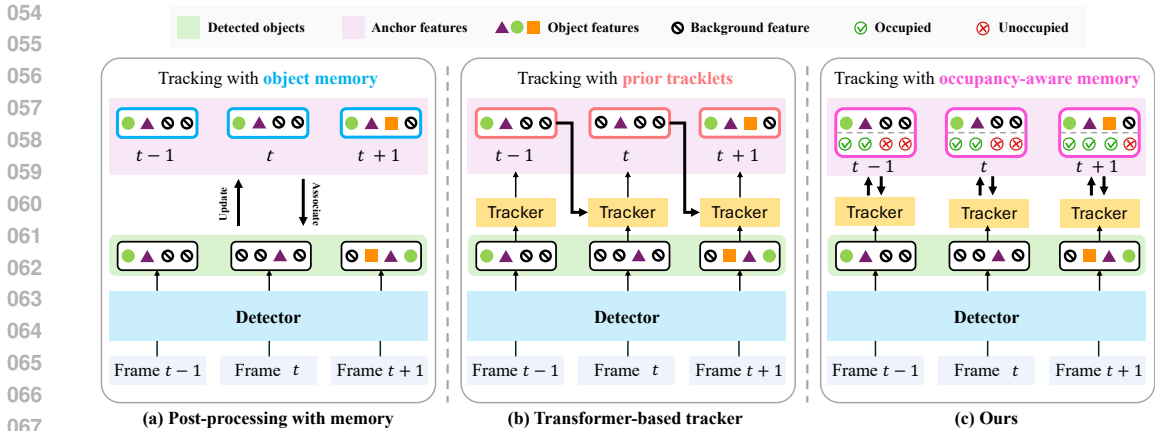 054
055
056
057
058
059
060
061
062
063
064
065
066
067
Detected objects Anchor features Object features Background feature Occupied Unoccupied
Tracking with object memory
t − 1 t t + 1
Update
Associate
Detector
Frame t − 1 Frame t Frame t + 1
(a) Post-processing with memory
Tracking with prior tracklets
t − 1 t t + 1
Tracker Tracker Tracker
Detector
Frame t − 1 Frame t Frame t + 1
(b) Transformer-based tracker
Tracking with occupancy-aware memory
t − 1 t t + 1
Tracker Tracker Tracker
Detector
Frame t − 1 Frame t Frame t + 1
(c) Ours